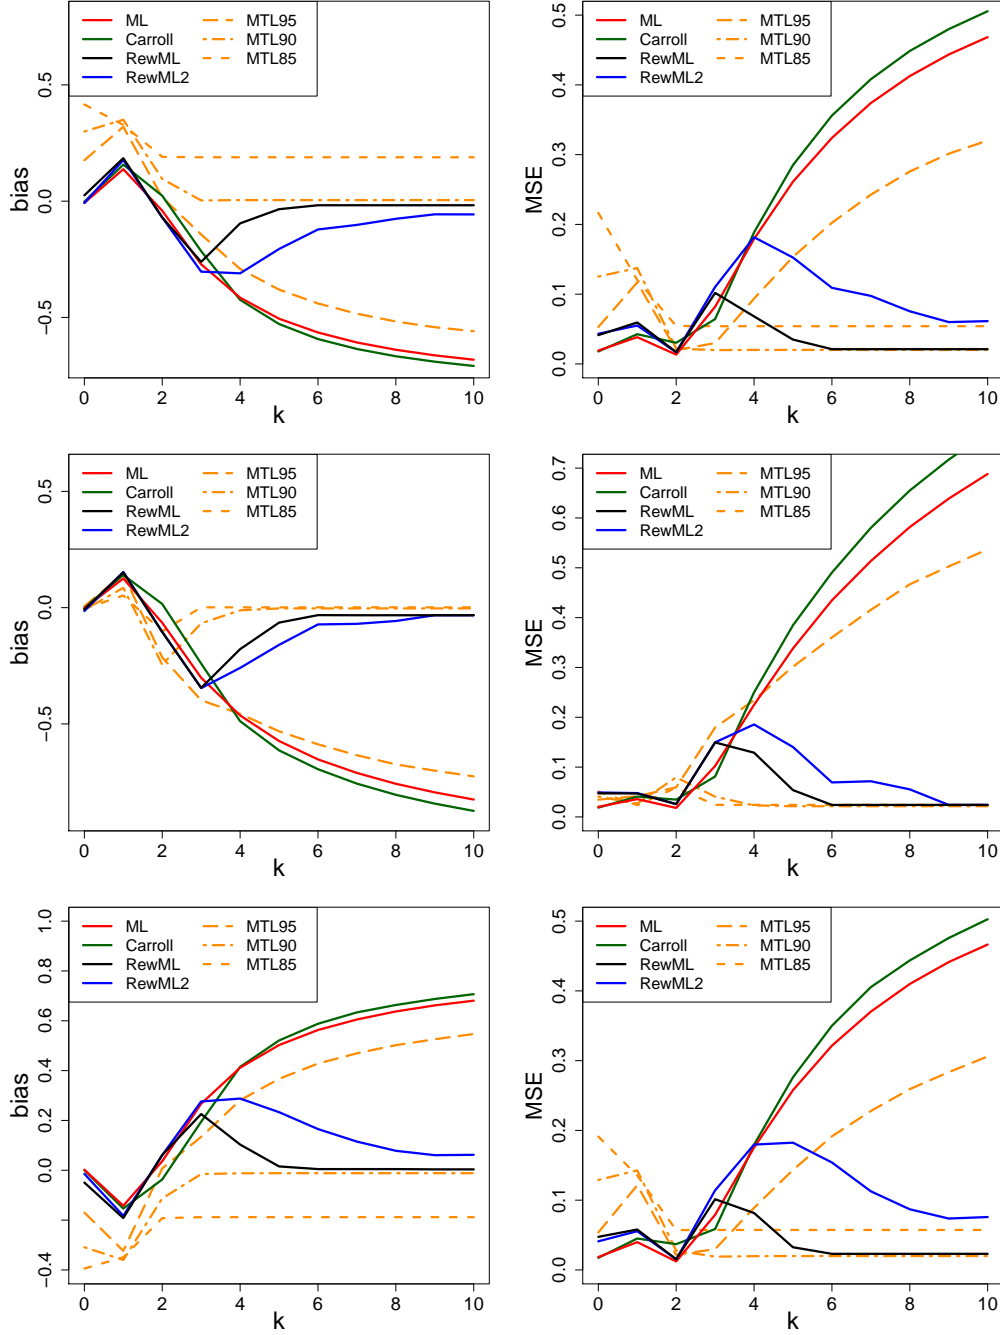 ML
Carroll
RewML
RewML2
MTL95
MTL90
MTL85
bias
0.5
0.0
−0.5
0 2 4 6 8 10
k
ML
Carroll
RewML
RewML2
MTL95
MTL90
MTL85
MSE
0.5
0.4
0.3
0.2
0.1
0.0
0 2 4 6 8 10
k
ML
Carroll
RewML
RewML2
MTL95
MTL90
MTL85
bias
0.5
0.0
−0.5
0 2 4 6 8 10
k
ML
Carroll
RewML
RewML2
MTL95
MTL90
MTL85
MSE
0.7
0.6
0.5
0.4
0.3
0.2
0.1
0.0
0 2 4 6 8 10
k
ML
Carroll
RewML
RewML2
MTL95
MTL90
MTL85
bias
1.0
0.8
0.6
0.4
0.2
0.0
−0.4
0 2 4 6 8 10
k
ML
Carroll
RewML
RewML2
MTL95
MTL90
MTL85
MSE
0.5
0.4
0.3
0.2
0.1
0.0
0 2 4 6 8 10
k